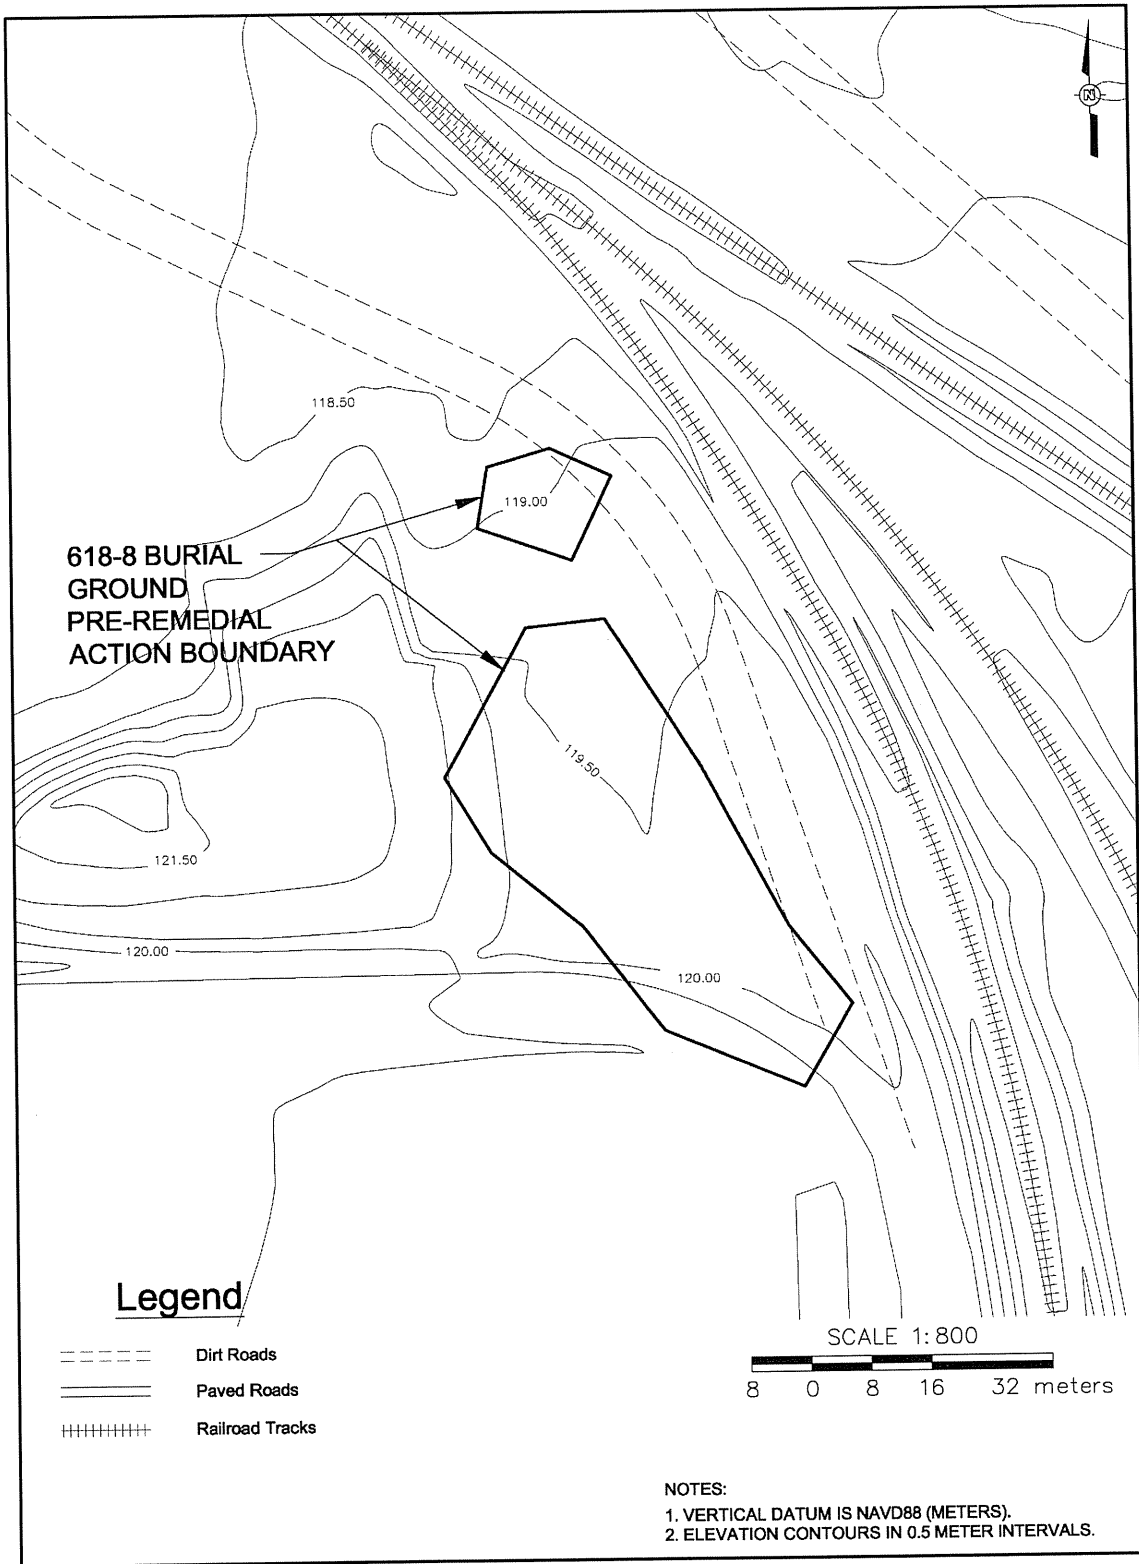 N
118.50
119.00
618-8 BURIAL
GROUND
PRE-REMEDIAL
ACTION BOUNDARY
119.50
121.50
120.00
120.00
Legend
Dirt Roads
Paved Roads
Railroad Tracks
SCALE 1:800
8 0 8 16 32 meters
NOTES:
1. VERTICAL DATUM IS NAVD88 (METERS).
2. ELEVATION CONTOURS IN 0.5 METER INTERVALS.